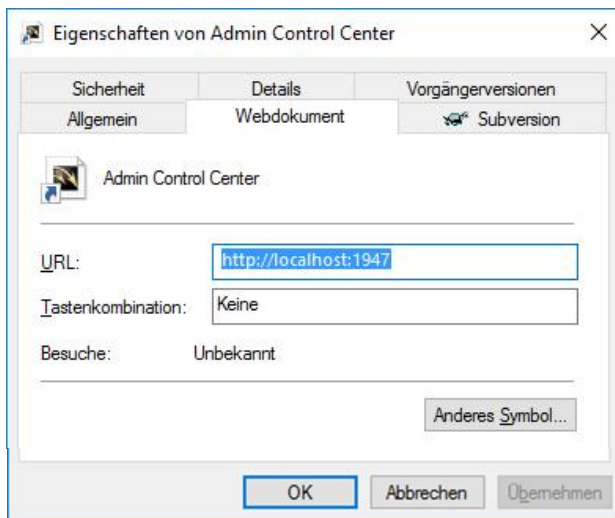 Eigenschaften von Admin Control Center
Sicherheit Details Vorgängerversionen
Allgemein Webdokument Subversion
Admin Control Center
URL: http://localhost:1947
Tastenkombination: Keine
Besuche: Unbekannt
Anderes Symbol...
OK Abbrechen Übernehmen